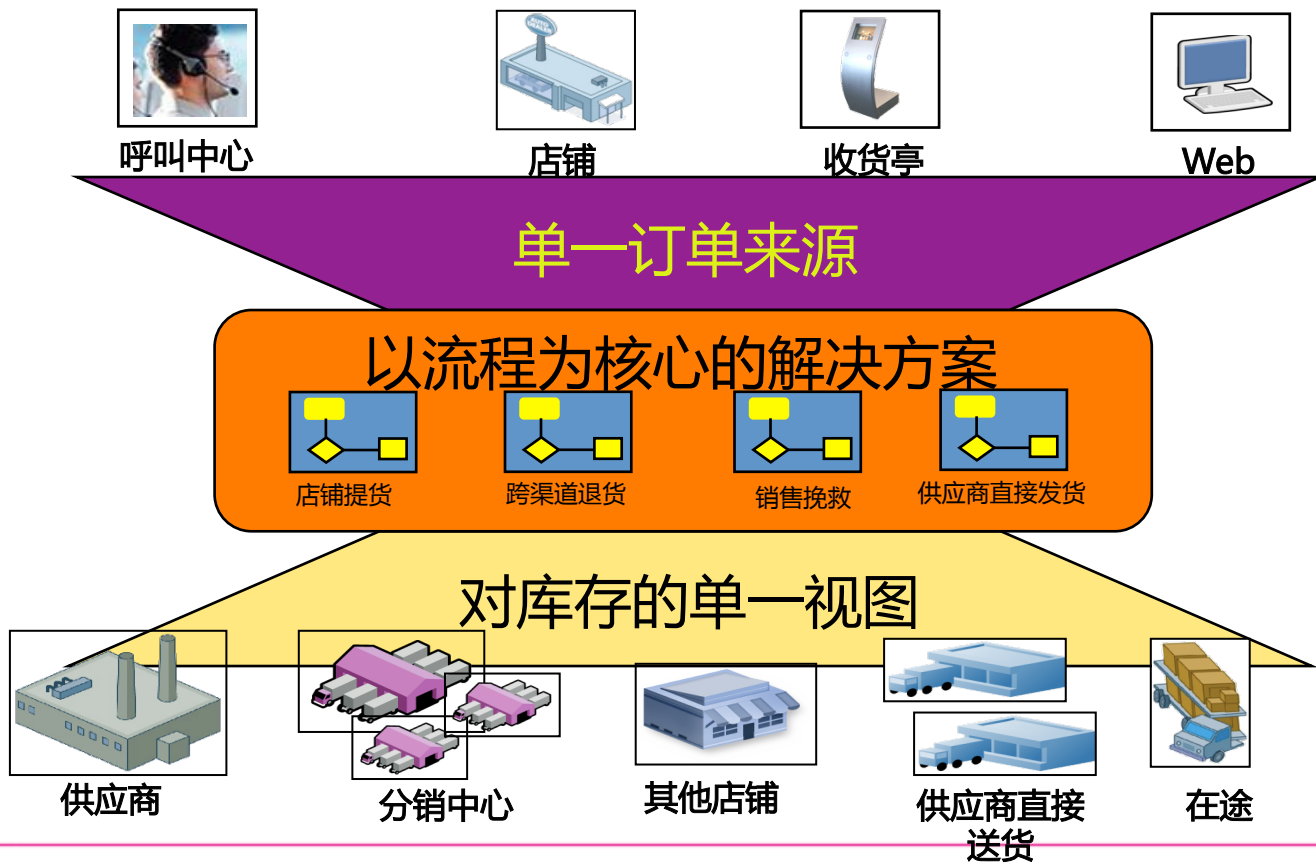 AUTO
DEALER
呼叫中心
店铺
收货亭
Web
单一订单来源
以流程为核心的解决方案
店铺提货
跨渠道退货
销售挽救
供应商直接发货
对库存的单一视图
供应商
分销中心
其他店铺
供应商直接
送货
在途